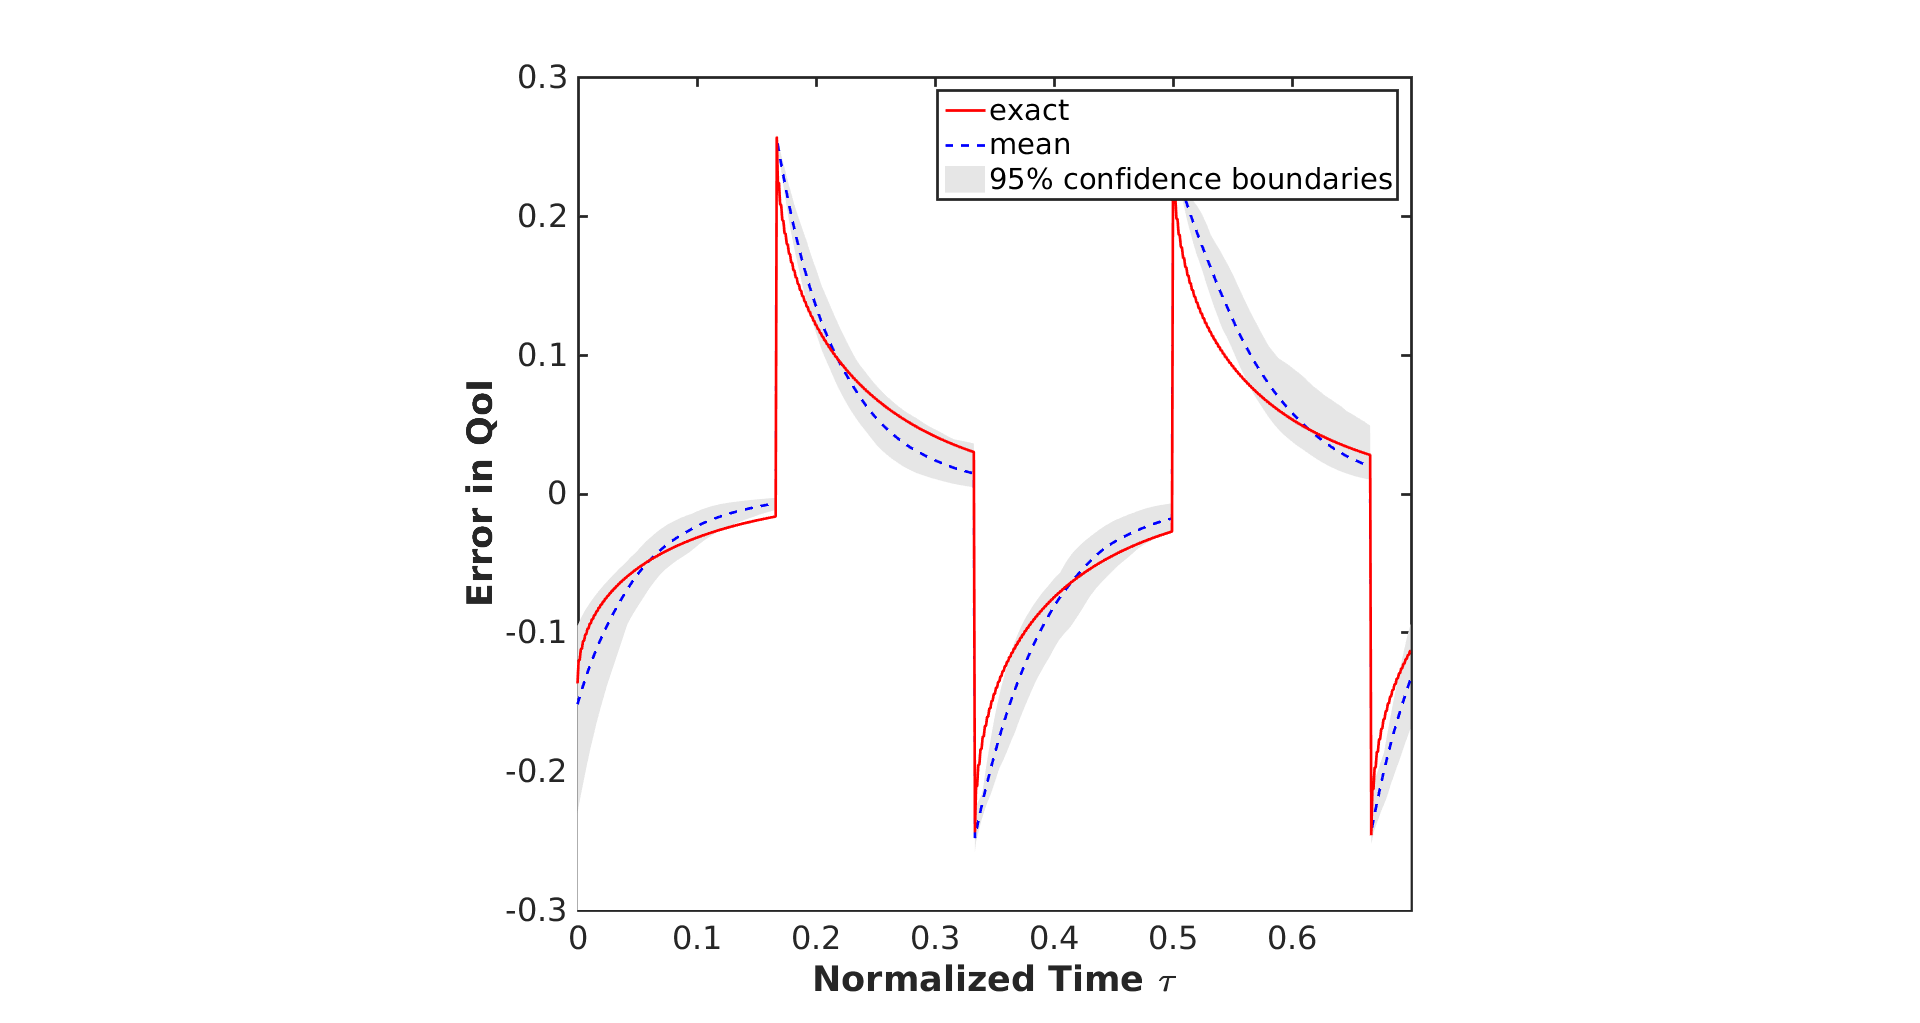 0.3
0.2
0.1
0
-0.1
-0.2
-0.3
Error in QoI
exact
mean
95% confidence boundaries
0 0.1 0.2 0.3 0.4 0.5 0.6
Normalized Time τ